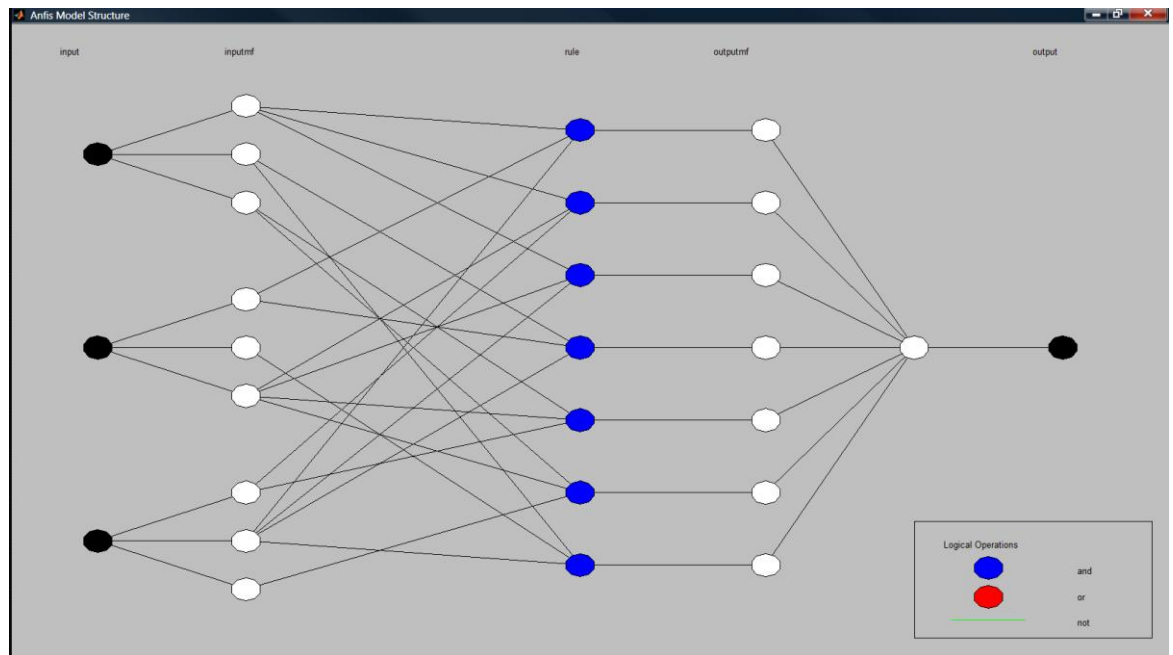 Anfis Model Structure
input inputmf rule outputmf output
Logical Operations
and
or
not